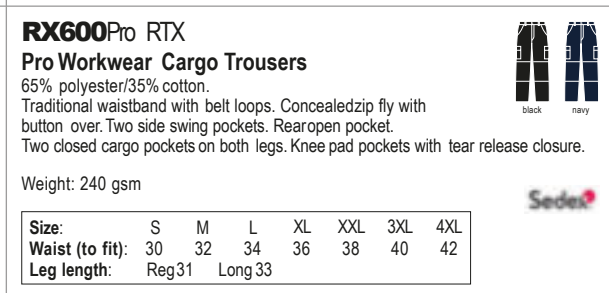 RX600Pro RTX
Pro Workwear Cargo Trousers
65% polyester/35% cotton.
Traditional waistband with belt loops. Concealedzip fly with
button over. Two side swing pockets. Rearopen pocket.
Two closed cargo pockets on both legs. Knee pad pockets with tear release closure.
black navy
Weight: 240 gsm
Sedex
Size: S M L XL XXL 3XL 4XL
Waist (to fit): 30 32 34 36 38 40 42
Leg length: Reg31 Long 33